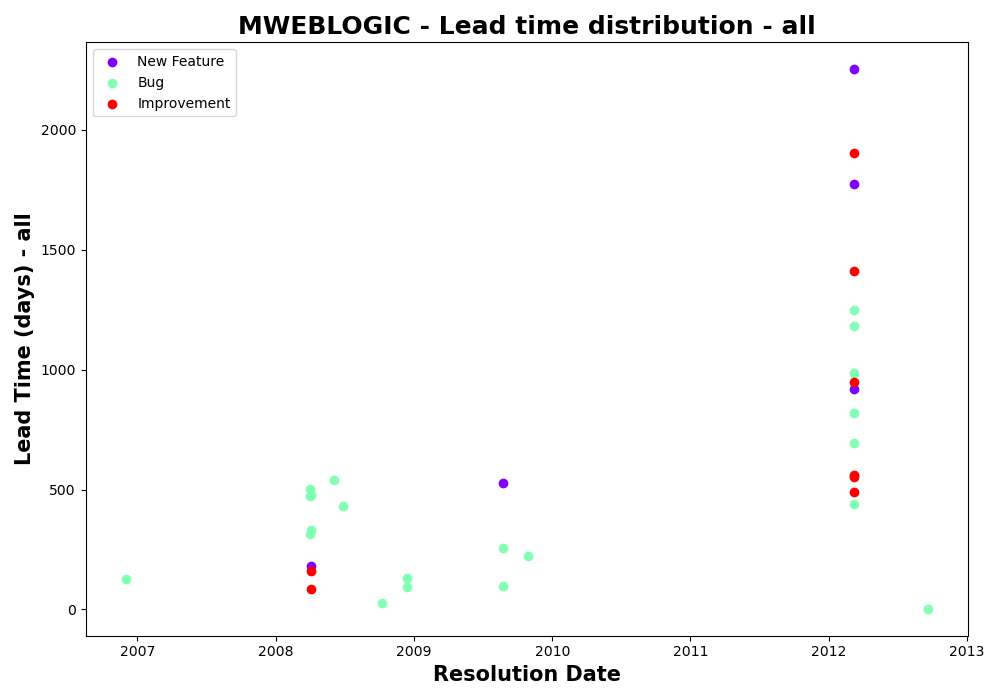 MWEBLOGIC - Lead time distribution - all
New Feature
Bug
Improvement
Lead Time (days) - all
2000
1500
1000
500
0
2007 2008 2009 2010 2011 2012 2013
Resolution Date